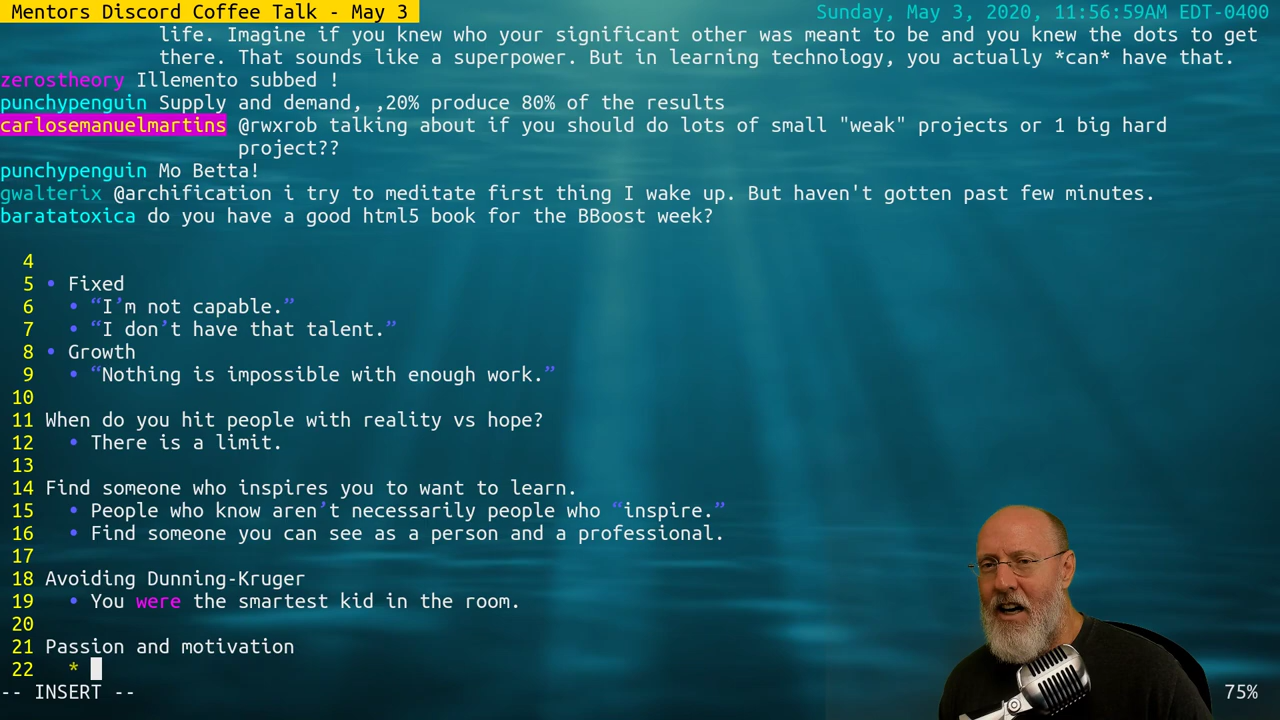 Mentors Discord Coffee Talk - May 3
Sunday, May 3, 2020, 11:56:59AM EDT-0400
life. Imagine if you knew who your significant other was meant to be and you knew the dots to get
there. That sounds like a superpower. But in learning technology, you actually *can* have that.
zerostheory Illemento subbed !
punchypenguin Supply and demand, ,20% produce 80% of the results
carlosemanuelmartins @rwxrob talking about if you should do lots of small "weak" projects or 1 big hard
project??
punchypenguin Mo Betta!
gwalterix @archification i try to meditate first thing I wake up. But haven't gotten past few minutes.
baratatoxica do you have a good html5 book for the BBoost week?
4
5 • Fixed
6 • “I’m not capable.”
7 • “I don’t have that talent.”
8 • Growth
9 • “Nothing is impossible with enough work.”
10
11 When do you hit people with reality vs hope?
12 • There is a limit.
13
14 Find someone who inspires you to want to learn.
15 • People who know aren’t necessarily people who “inspire.”
16 • Find someone you can see as a person and a professional.
17
18 Avoiding Dunning-Kruger
19 • You were the smartest kid in the room.
20
21 Passion and motivation
22 *
-- INSERT --
75%